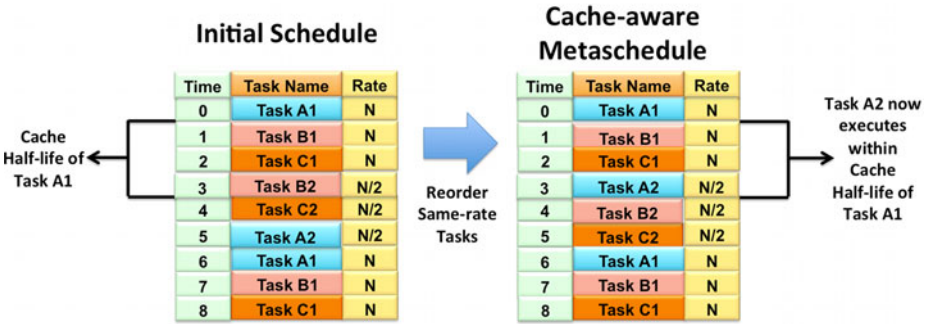 Initial Schedule
Time Task Name Rate
0 Task A1 N
1 Task B1 N
2 Task C1 N
3 Task B2 N/2
4 Task C2 N/2
5 Task A2 N/2
6 Task A1 N
7 Task B1 N
8 Task C1 N
Cache
Half-life of
Task A1
Reorder
Same-rate
Tasks
Cache-aware
Metaschedule
Time Task Name Rate
0 Task A1 N
1 Task B1 N
2 Task C1 N
3 Task A2 N/2
4 Task B2 N/2
5 Task C2 N/2
6 Task A1 N
7 Task B1 N
8 Task C1 N
Task A2 now
executes
within
Cache
Half-life of
Task A1